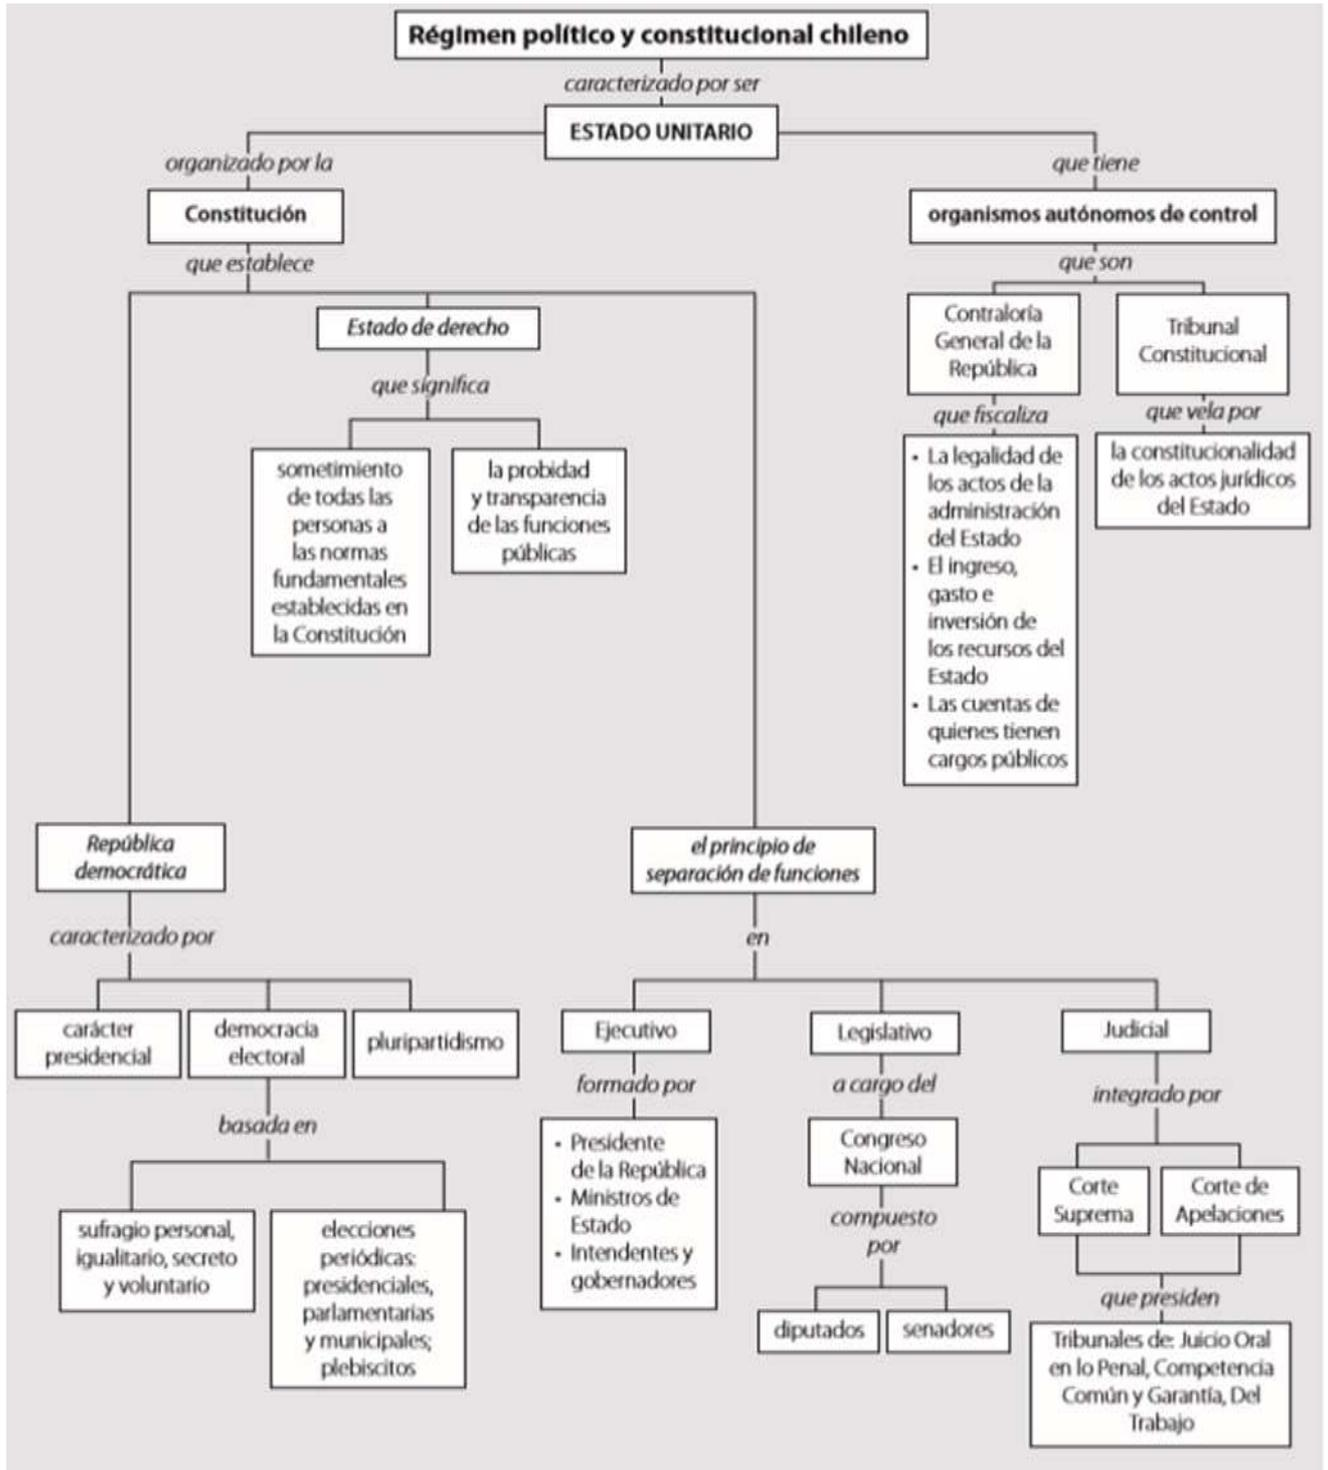 Régimen político y constitucional chileno
caracterizado por ser
ESTADO UNITARIO
organizado por la
Constitución
que establece
Estado de derecho
que significa
sometimiento
de todas las
personas a
las normas
fundamentales
establecidas en
la Constitución
la probidad
y transparencia
de las funciones
públicas
que tiene
organismos autónomos de control
que son
Contraloría
General de la
República
que fiscaliza
• La legalidad de
los actos de la
administración
del Estado
• El ingreso,
gasto e
inversión de
los recursos del
Estado
• Las cuentas de
quienes tienen
cargos públicos
Tribunal
Constitucional
que vela por
la constitucionalidad
de los actos jurídicos
del Estado
República
democrática
caracterizado por
carácter
presidencial
democracia
electoral
pluripartidismo
basada en
sufragio personal,
igualitario, secreto
y voluntario
elecciones
periódicas:
presidenciales,
parlamentarias
y municipales;
plebiscitos
el principio de
separación de funciones
en
Ejecutivo
formado por
• Presidente
de la República
• Ministros de
Estado
• Intendentes y
gobernadores
Legislativo
a cargo del
Congreso
Nacional
compuesto
por
diputados
senadores
Judicial
integrado por
Corte
Suprema
Corte de
Apelaciones
que presiden
Tribunales de: Juicio Oral
en lo Penal, Competencia
Común y Garantía, Del
Trabajo